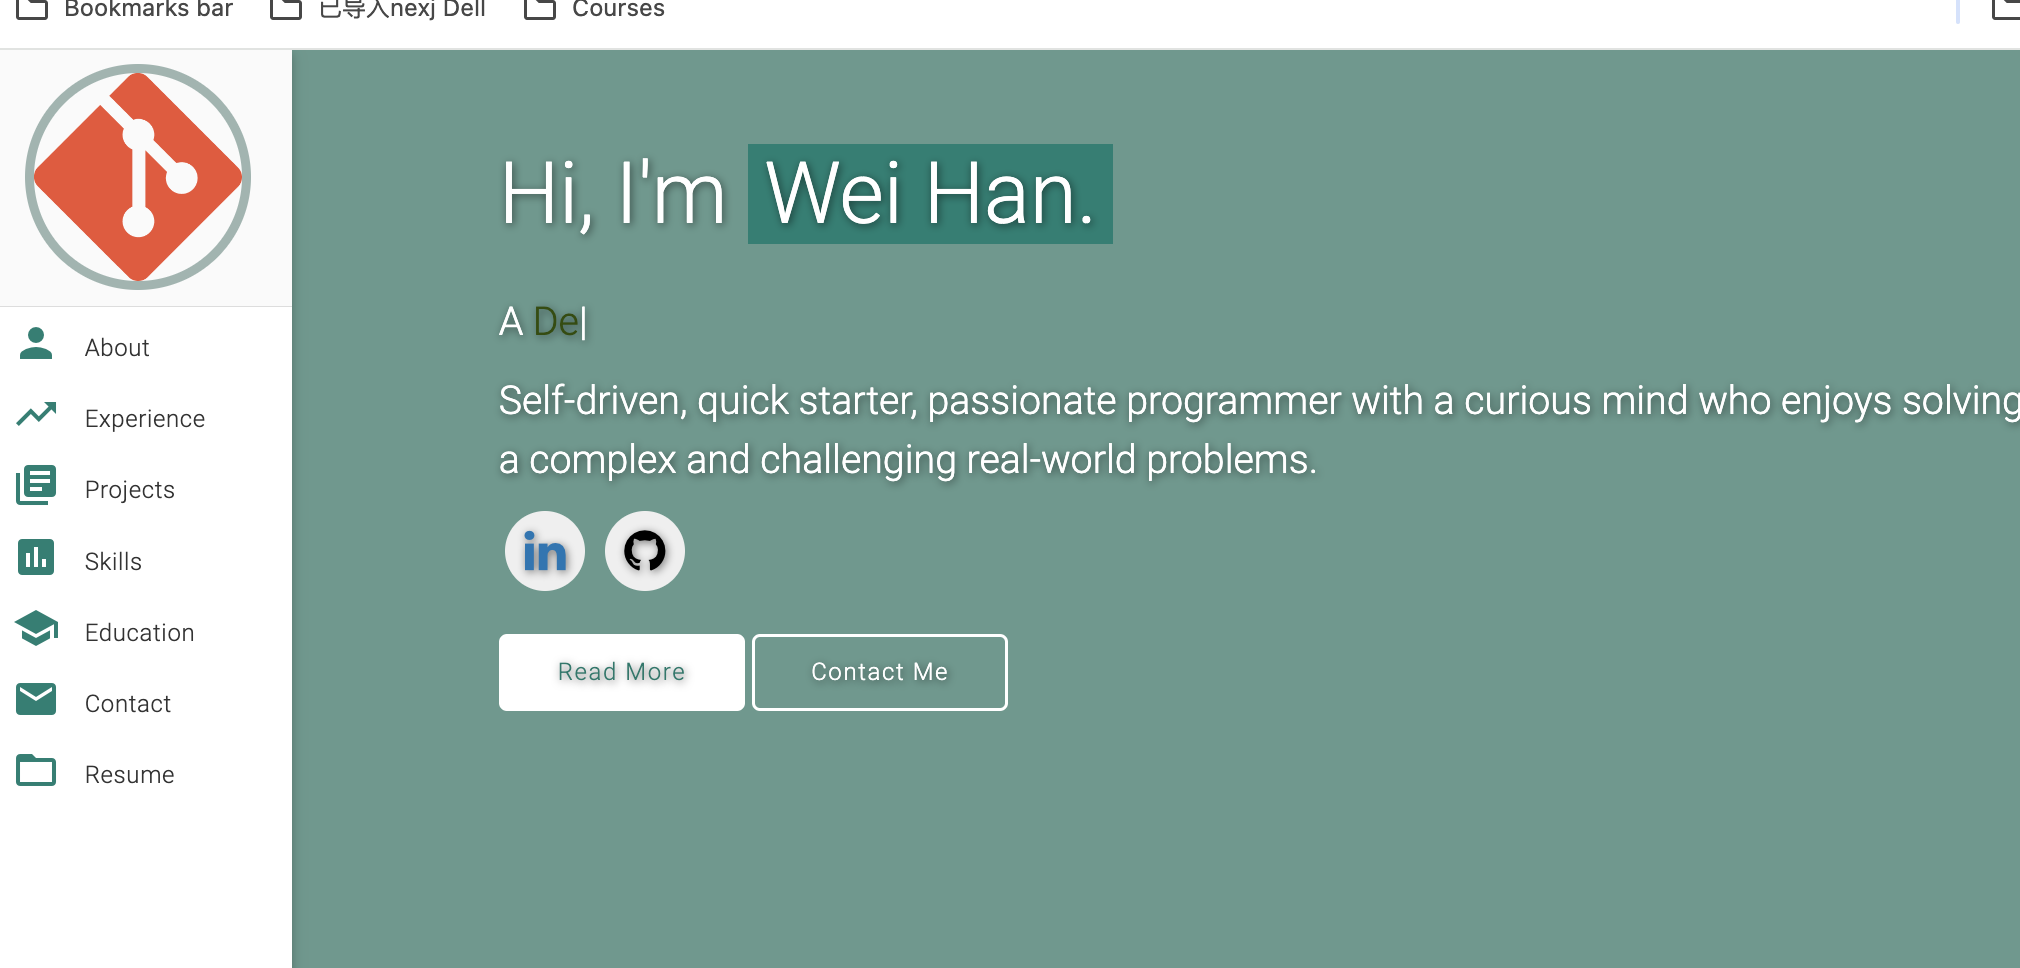 Bookmarks bar
已导入nexj Dell
Courses
Hi, I'm Wei Han.
A De|
Self-driven, quick starter, passionate programmer with a curious mind who enjoys solving
a complex and challenging real-world problems.
in
Read More
Contact Me
About
Experience
Projects
Skills
Education
Contact
Resume